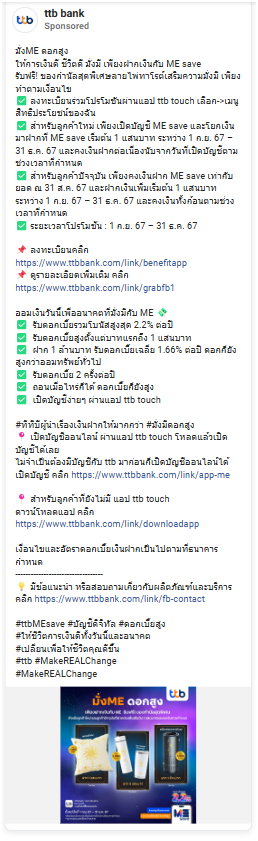 ttb bank
Sponsored
มั่งME ดอกสูง
ให้การเงินดี ชีวิตดี มั่งมี เพียงฝากเงินกับ ME save
รับฟรี! ของกำนัลสุดพิเศษลายไพ่ทาโรต์เสริมความมั่งมี เพียง
ทำตามเงื่อนไข
✅ ลงทะเบียนร่วมโปรโมชันผ่านแอป ttb touch เลือก->เมนู
สิทธิประโยชน์ของฉัน
✅ สำหรับลูกค้าใหม่ เพียงเปิดบัญชี ME save และโยกเงิน
มาฝากที่ ME save เริ่มต้น 1 แสนบาท ระหว่าง 1 ก.ย. 67 –
31 ธ.ค. 67 และคงเงินฝากต่อเนื่องนับจากวันที่เปิดบัญชีตาม
ช่วงเวลาที่กำหนด
✅ สำหรับลูกค้าปัจจุบัน เพียงคงเงินฝาก ME save เท่ากับ
ยอด ณ 31 ส.ค. 67 และฝากเงินเพิ่มเริ่มต้น 1 แสนบาท
ระหว่าง 1 ก.ย. 67 – 31 ธ.ค. 67 และคงเงินทั้งก้อนตามช่วง
เวลาที่กำหนด
✅ ระยะเวลาโปรโมชัน : 1 ก.ย. 67 – 31 ธ.ค. 67
📌 ลงทะเบียนคลิก
https://www.ttbbank.com/link/benefitapp
📌 ดูรายละเอียดเพิ่มเติม คลิก
https://www.ttbbank.com/link/grabfb1
ออมเงินวันนี้เพื่ออนาคตที่มั่งมีกับ ME 💸
✅ รับดอกเบี้ยรวมโบนัสสูงสุด 2.2% ต่อปี
✅ รับดอกเบี้ยสูงตั้งแต่บาทแรกถึง 1 แสนบาท
✅ ฝาก 1 ล้านบาท รับดอกเบี้ยเฉลี่ย 1.66% ต่อปี ดอกก็ยัง
สูงกว่าออมทรัพย์ทั่วไป
✅ รับดอกเบี้ย 2 ครั้งต่อปี
✅ ถอนเมื่อไหร่ก็ได้ ดอกเบี้ยก็ยังสูง
✅ เปิดบัญชีง่ายๆ ผ่านแอป ttb touch
#ทีทีบีผู้นำเรื่องเงินฝากให้มากกว่า #มั่งมีดอกสูง
📍 เปิดบัญชีออนไลน์ ผ่านแอป ttb touch โหลดแล้วเปิด
บัญชีได้เลย
ไม่จำเป็นต้องมีบัญชีกับ ttb มาก่อนก็เปิดบัญชีออนไลน์ได้
เปิดบัญชี คลิก https://www.ttbbank.com/link/app-me
📍 สำหรับลูกค้าที่ยังไม่มี แอป ttb touch
ดาวน์โหลดแอป คลิก
https://www.ttbbank.com/link/downloadapp
เงื่อนไขและอัตราดอกเบี้ยเงินฝากเป็นไปตามที่ธนาคาร
กำหนด
--------------------------------
💡 มีข้อแนะนำ หรือสอบถามเกี่ยวกับผลิตภัณฑ์และบริการ
คลิก https://www.ttbbank.com/link/fb-contact
#ttbMEsave #บัญชีดิจิทัล #ดอกเบี้ยสูง
#ให้ชีวิตการเงินดีทั้งวันนี้และอนาคต
#เปลี่ยนเพื่อให้ชีวิตคุณดีขึ้น
#ttb #MakeREALChange
#MakeREALChange
มั่งME ดอกสูง
ttb
ME